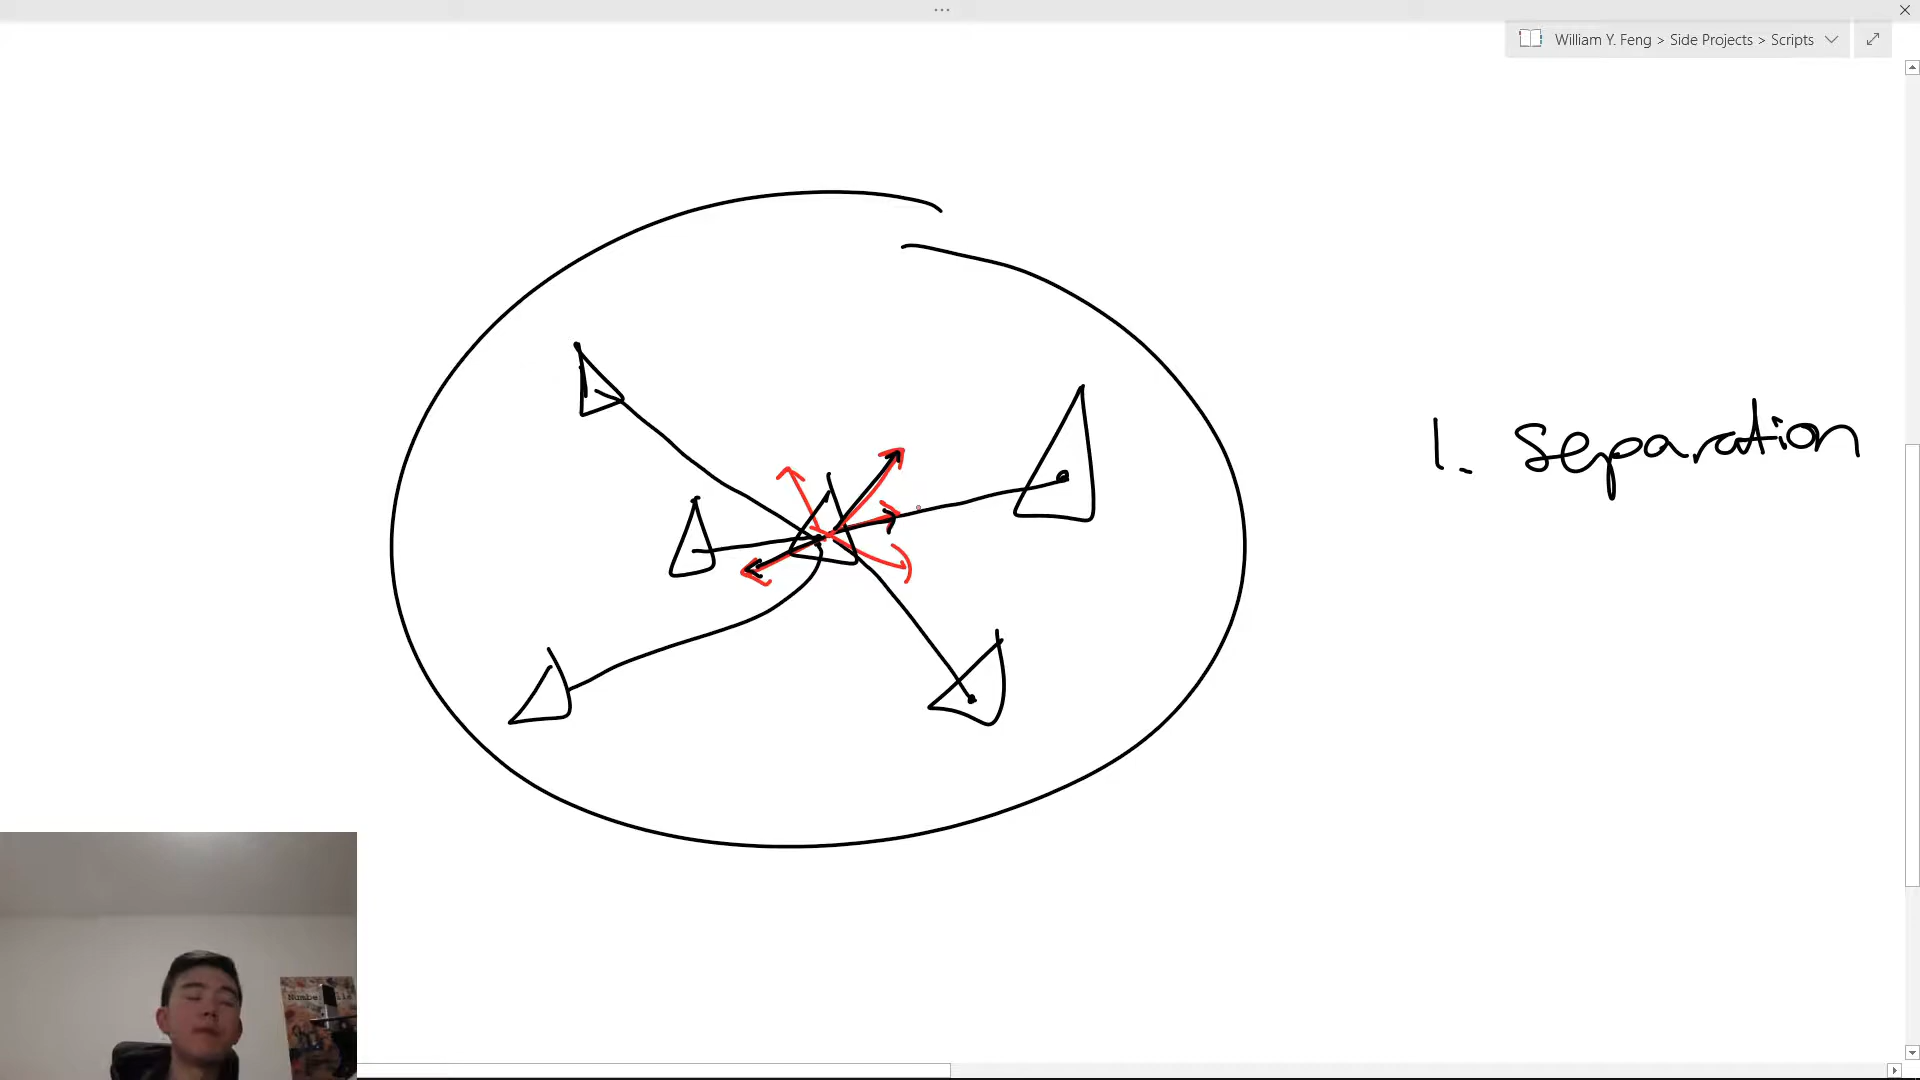 William Y. Feng > Side Projects > Scripts
1. separation